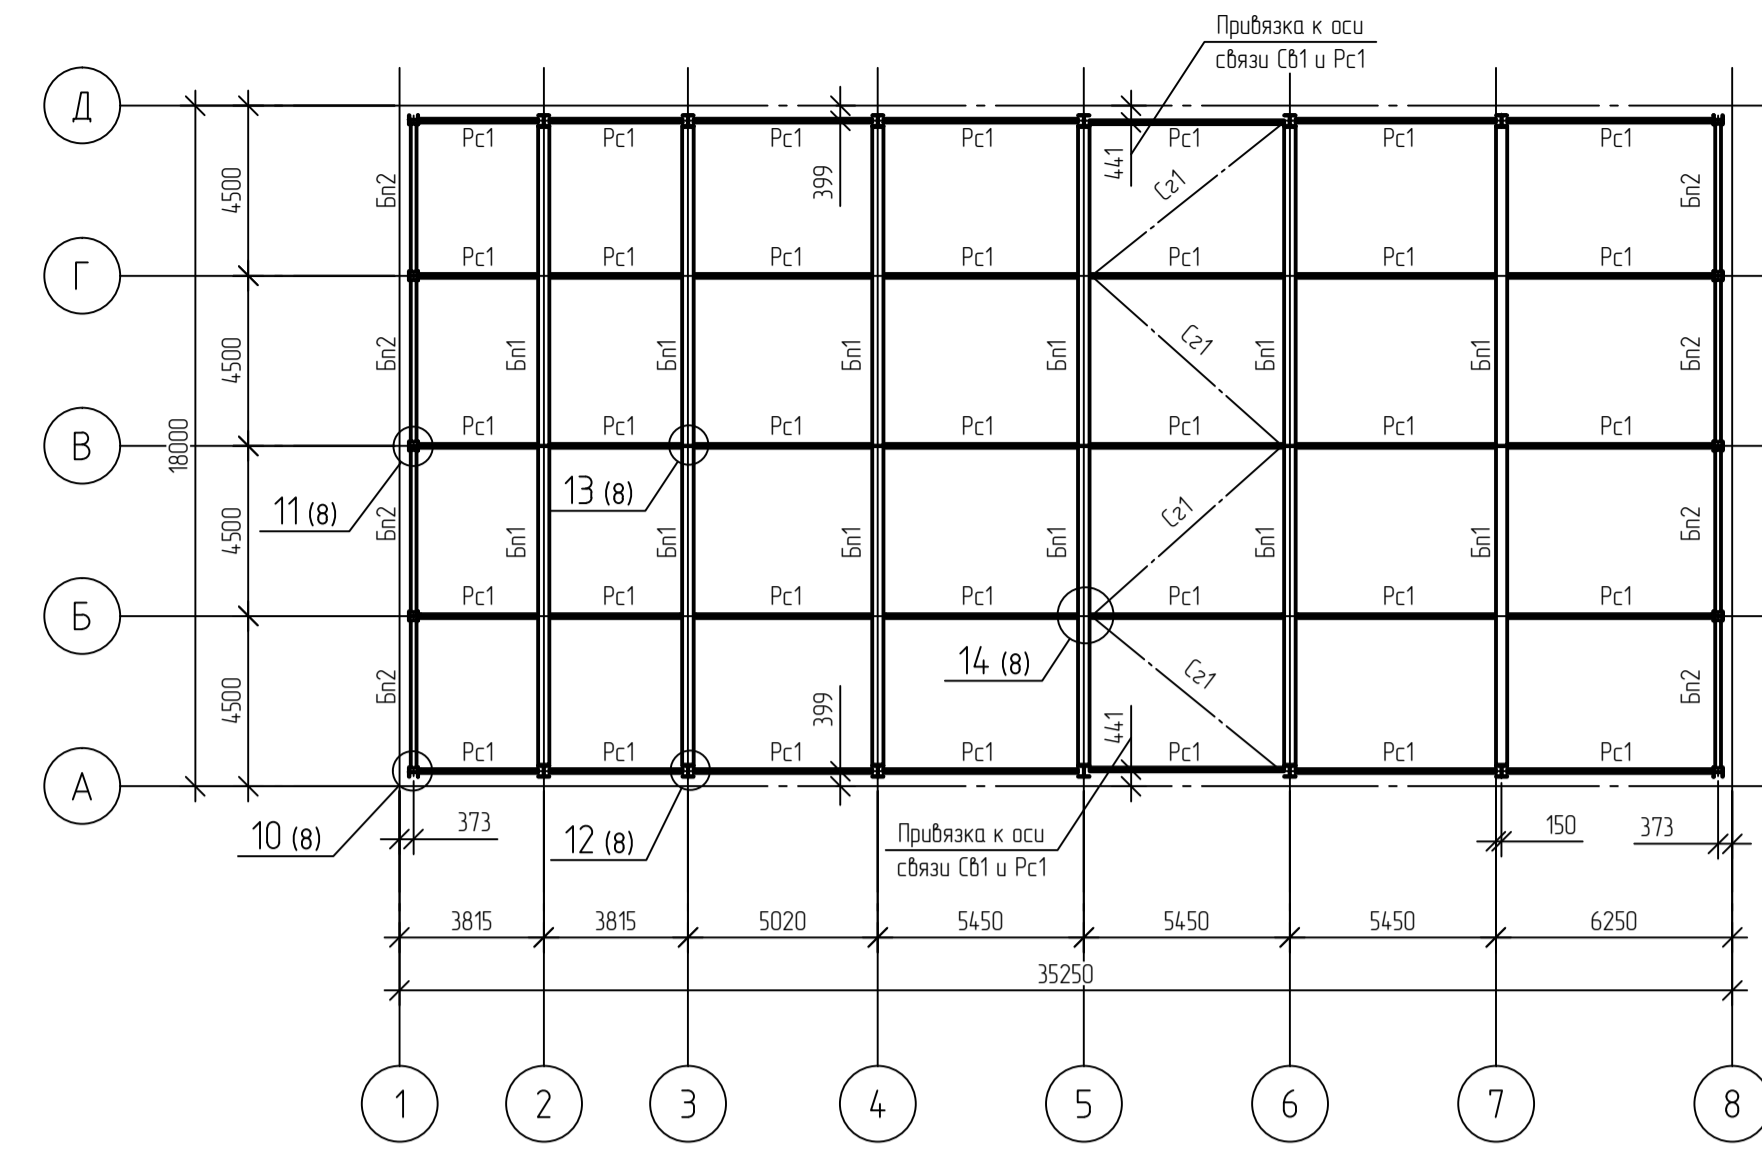 Привязка к оси
связи Св1 и Рс1
Д
Рс1 Рс1 Рс1 Рс1 Рс1 Рс1 Рс1
4500 Бп2 399 441 Сг1 Бп2
Г
Рс1 Рс1 Рс1 Рс1 Рс1 Рс1 Рс1
4500 Бп2 Бп1 Бп1 Бп1 Бп1 Сг1 Бп1 Бп1 Бп2
18000
В
Рс1 Рс1 Рс1 Рс1 Рс1 Рс1 Рс1
11 (8) 13 (8)
4500 Бп2 Бп1 Бп1 Бп1 Бп1 Сг1 Бп1 Бп1 Бп2
Б
Рс1 Рс1 Рс1 Рс1 Рс1 Рс1 Рс1
14 (8)
4500 Бп2 399 441 Сг1 Бп2
Рс1 Рс1 Рс1 Рс1 Рс1 Рс1 Рс1
А
10 (8) 373 12 (8) 150 373
Привязка к оси
связи Св1 и Рс1
3815 3815 5020 5450 5450 5450 6250
35250
1 2 3 4 5 6 7 8